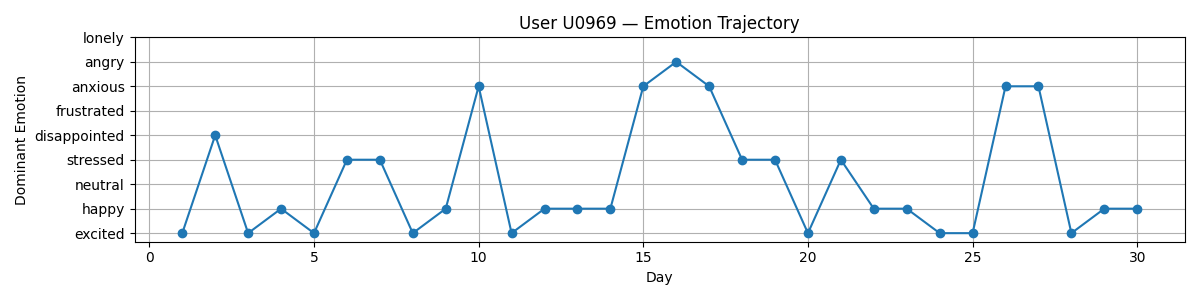 User U0969 — Emotion Trajectory
Dominant Emotion
lonely
angry
anxious
frustrated
disappointed
stressed
neutral
happy
excited
0 5 10 15 20 25 30
Day